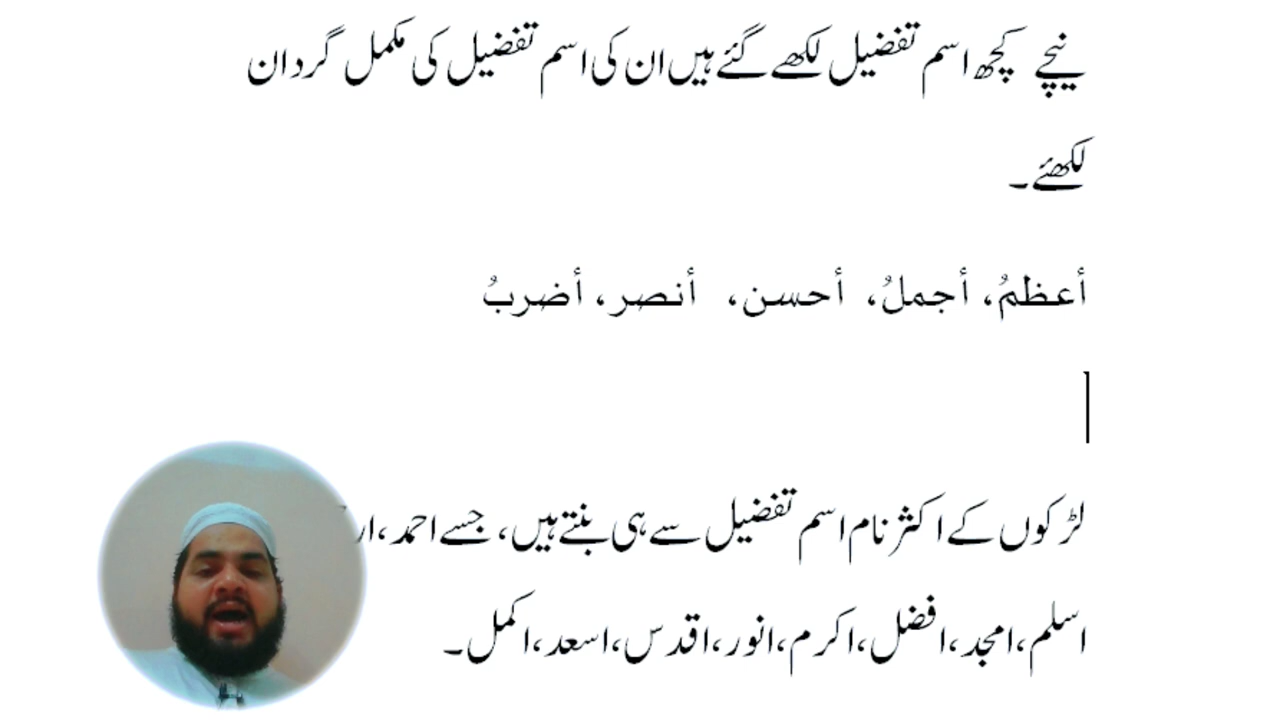 نیچے کچھ اسم تفضیل لکھے گئے ہیں ان کی اسم تفضیل کی مکمل گردان
لکھئے۔
أعظمُ، أجملُ، أحسن، أنصر، أضربُ
لڑکوں کے اکثر نام اسم تفضیل سے ہی بنتے ہیں، جسے احمد،
اسلم، امجد، افضل، اکرم، انور، اقدس، اسعد، اکمل۔